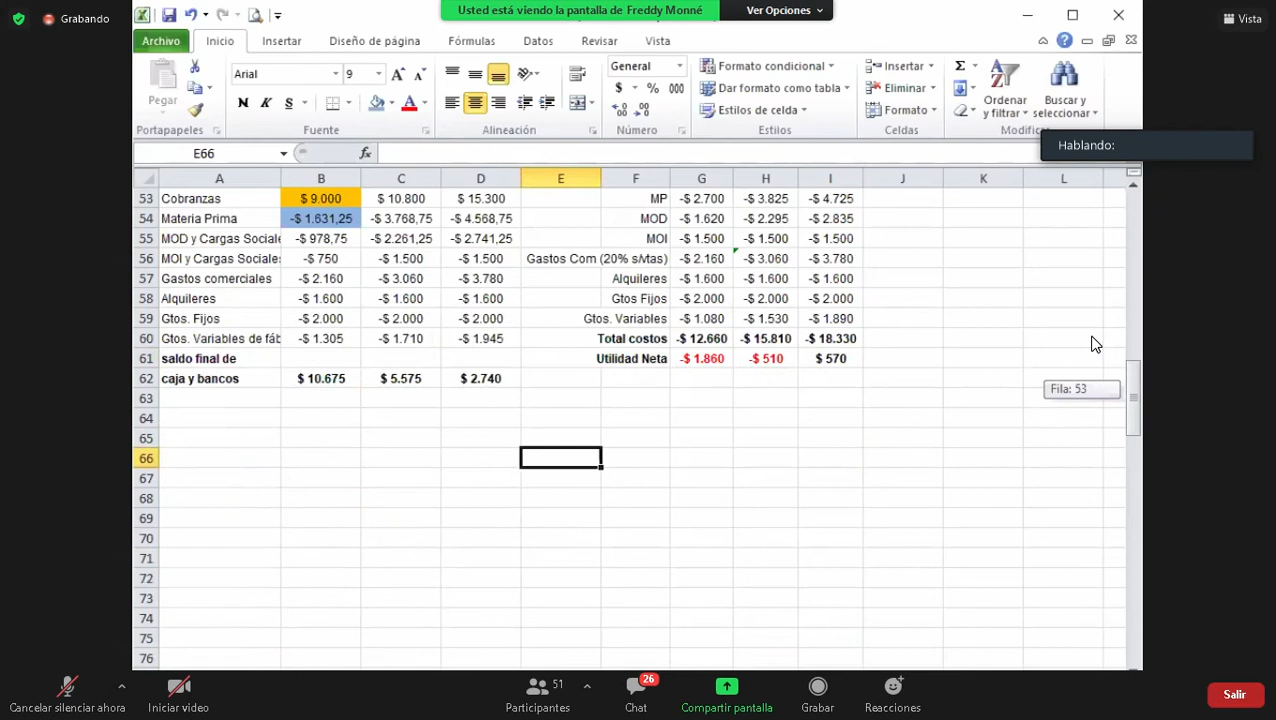 Grabando
Usted está viendo la pantalla de Freddy Monné
Ver Opciones
Vista
Archivo Inicio Insertar Diseño de página Fórmulas Datos Revisar Vista
Pegar
Arial 9
N K S
General
$ % 000
Formato condicional
Dar formato como tabla
Estilos de celda
Insertar
Eliminar
Formato
Σ
Ordenar y filtrar
Buscar y seleccionar
Portapapeles Fuente Alineación Número Estilos Celdas Modific
Hablando:
E66 fx
A B C D E F G H I J K L
53 Cobranzas $ 9.000 $ 10.800 $ 15.300 MP -$ 2.700 -$ 3.825 -$ 4.725
54 Materia Prima -$ 1.631,25 -$ 3.768,75 -$ 4.568,75 MOD -$ 1.620 -$ 2.295 -$ 2.835
55 MOD y Cargas Sociale -$ 978,75 -$ 2.261,25 -$ 2.741,25 MOI -$ 1.500 -$ 1.500 -$ 1.500
56 MOI y Cargas Sociale -$ 750 -$ 1.500 -$ 1.500 Gastos Com (20% s/vtas) -$ 2.160 -$ 3.060 -$ 3.780
57 Gastos comerciales -$ 2.160 -$ 3.060 -$ 3.780 Alquileres -$ 1.600 -$ 1.600 -$ 1.600
58 Alquileres -$ 1.600 -$ 1.600 -$ 1.600 Gtos Fijos -$ 2.000 -$ 2.000 -$ 2.000
59 Gtos. Fijos -$ 2.000 -$ 2.000 -$ 2.000 Gtos. Variables -$ 1.080 -$ 1.530 -$ 1.890
60 Gtos. Variables de fáb -$ 1.305 -$ 1.710 -$ 1.945 Total costos -$ 12.660 -$ 15.810 -$ 18.330
61 saldo final de Utilidad Neta -$ 1.860 -$ 510 $ 570
62 caja y bancos $ 10.675 $ 5.575 $ 2.740
Fila: 53
63
64
65
66
67
68
69
70
71
72
73
74
75
76
Cancelar silenciar ahora
Iniciar video
51
Participantes
26
Chat
Compartir pantalla
Grabar
Reacciones
Salir